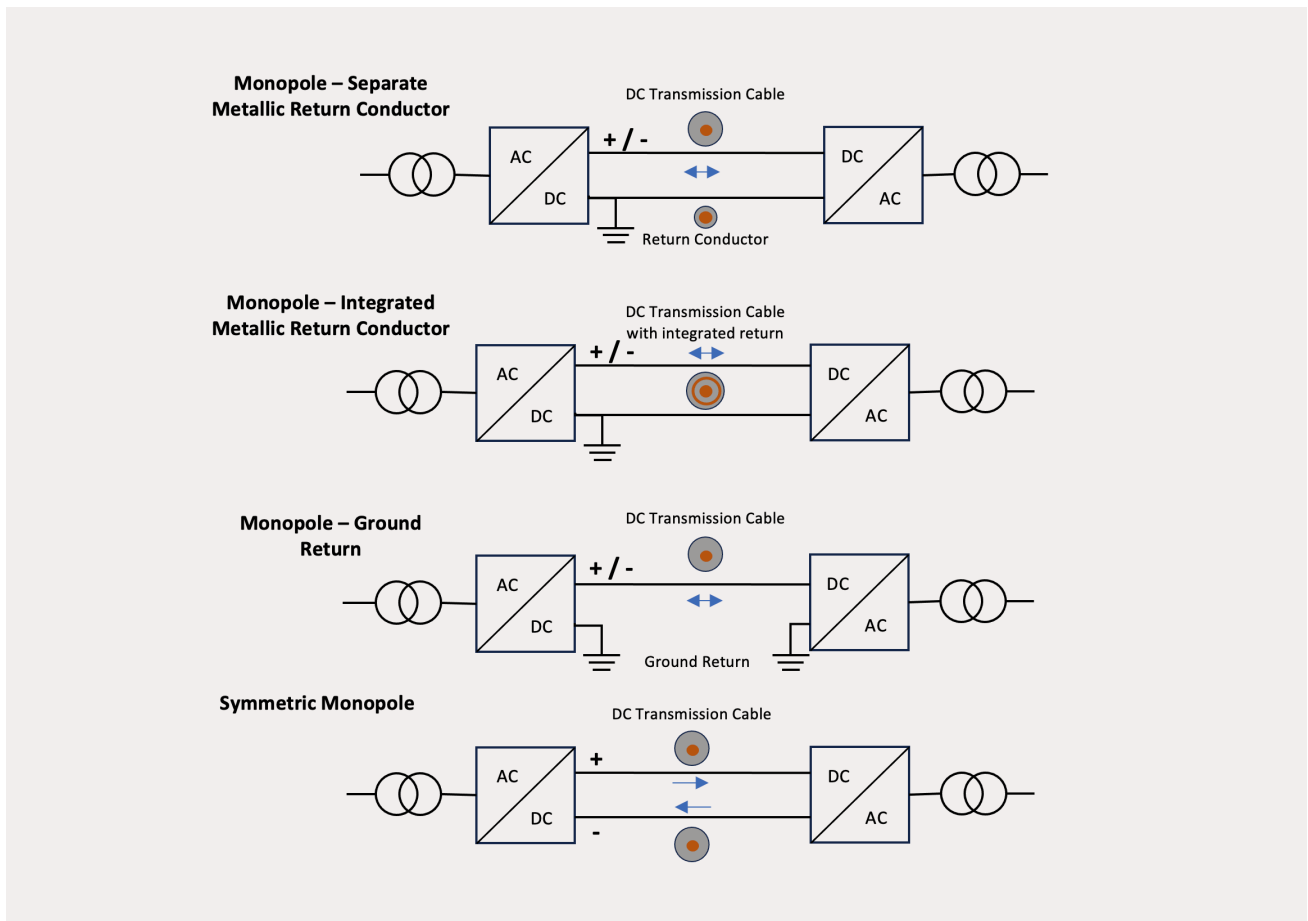 Monopole – Separate
Metallic Return Conductor
DC Transmission Cable
+ / -
AC
DC
DC
AC
Return Conductor
Monopole – Integrated
Metallic Return Conductor
DC Transmission Cable
with integrated return
+ / -
AC
DC
DC
AC
Monopole – Ground
Return
DC Transmission Cable
+ / -
AC
DC
DC
AC
Ground Return
Symmetric Monopole
DC Transmission Cable
+
AC
DC
DC
AC
-